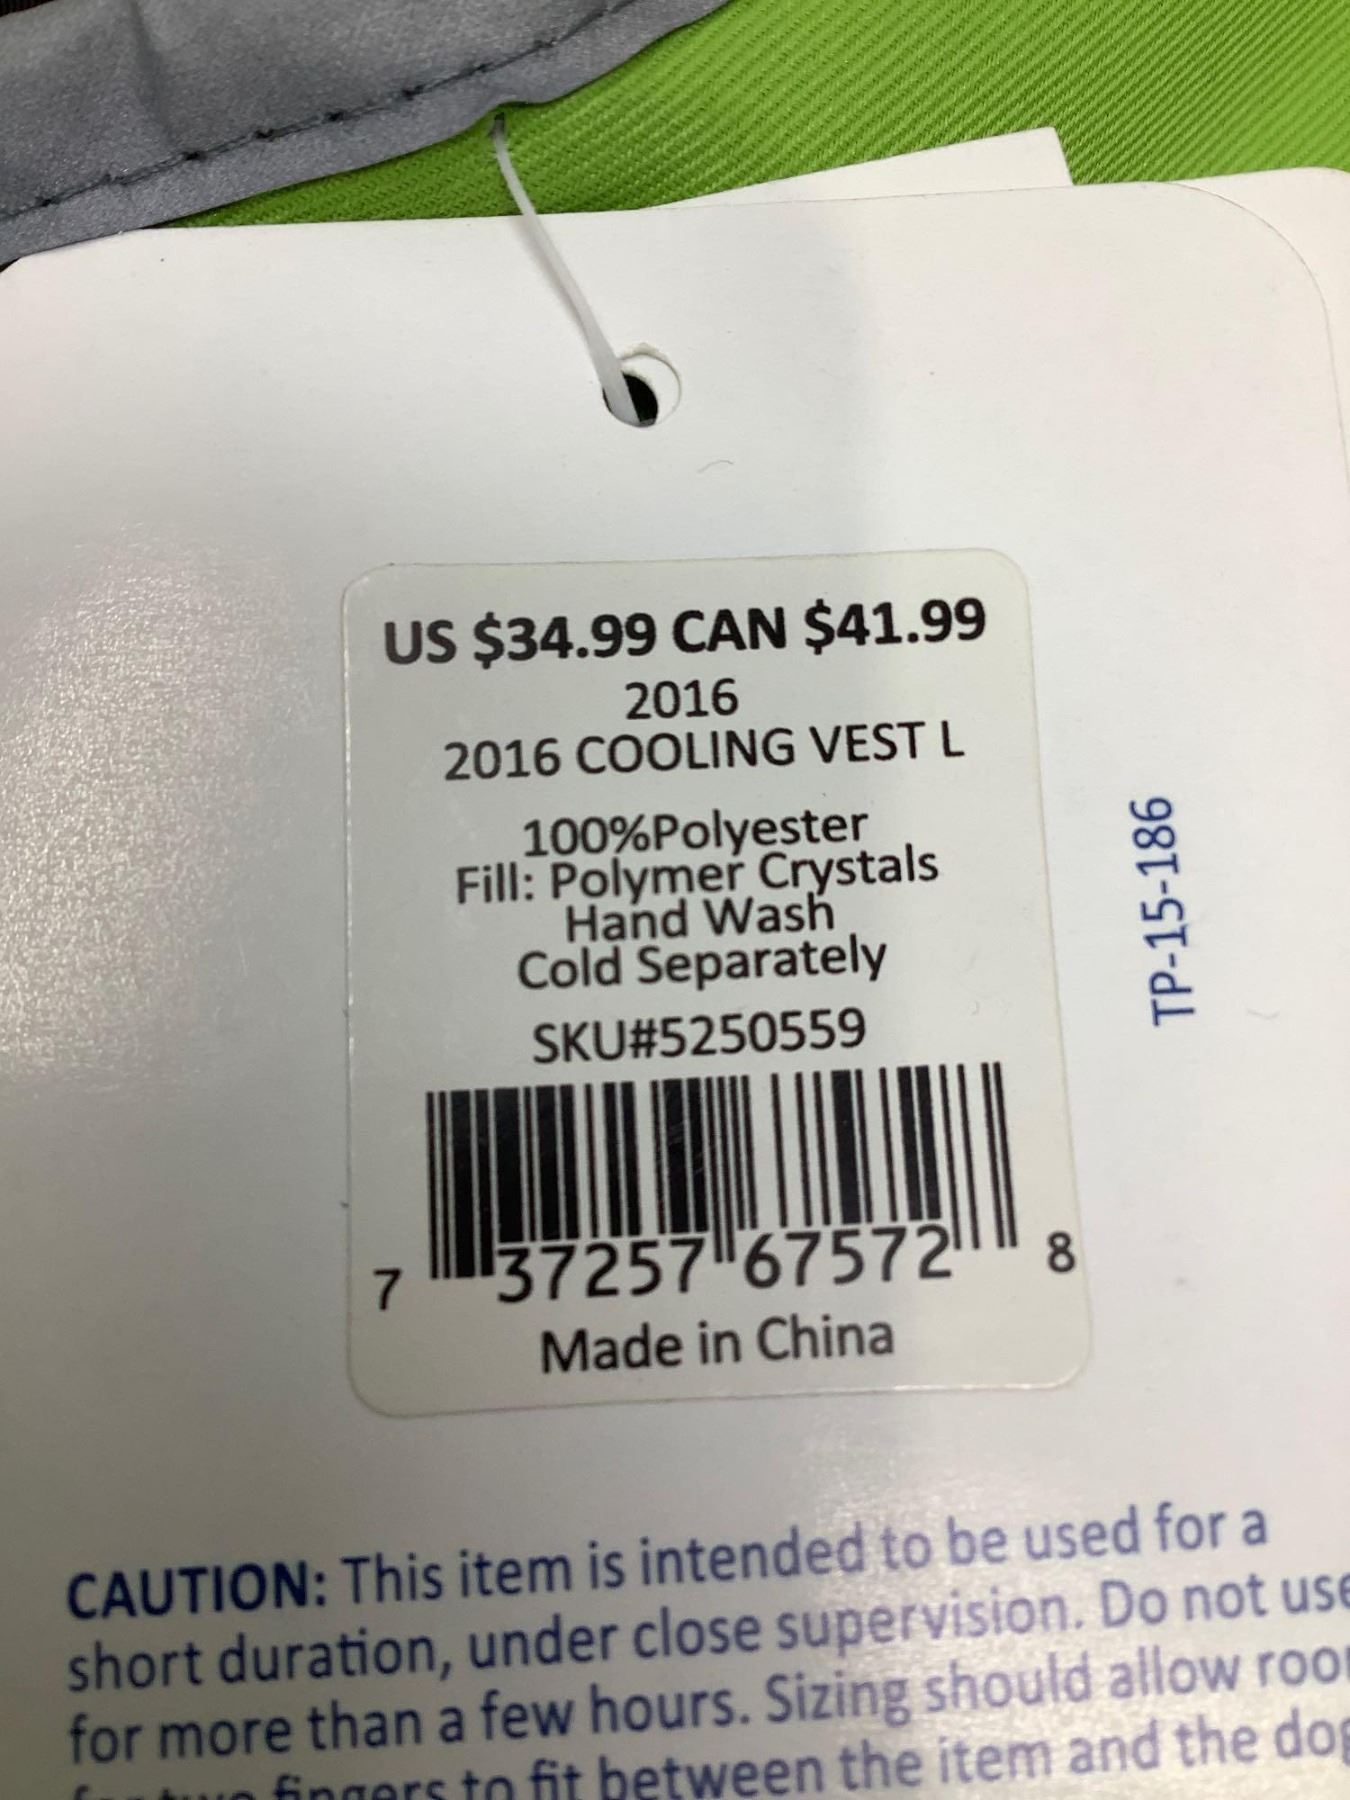 US $34.99 CAN $41.99
2016
2016 COOLING VEST L
100%Polyester
Fill: Polymer Crystals
Hand Wash
Cold Separately
SKU#5250559
7 37257 67572 8
Made in China
TP-15-186
CAUTION: This item is intended to be used for a
short duration, under close supervision. Do not use
for more than a few hours. Sizing should allow
for two fingers to fit between the item and the dog